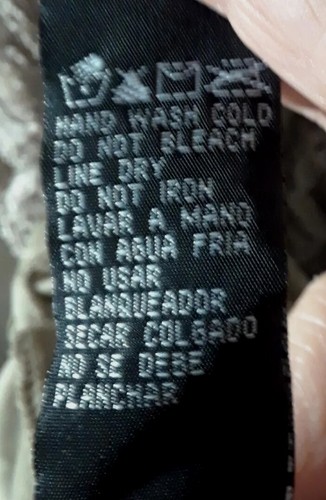 HAND WASH COLD
DO NOT BLEACH
LINE DRY
DO NOT IRON
LAVAR A MANO
CON AGUA FRIA
NO USAR
BLANQUEADOR
SECAR COLGADO
NO SE DEBE
PLANCHAR